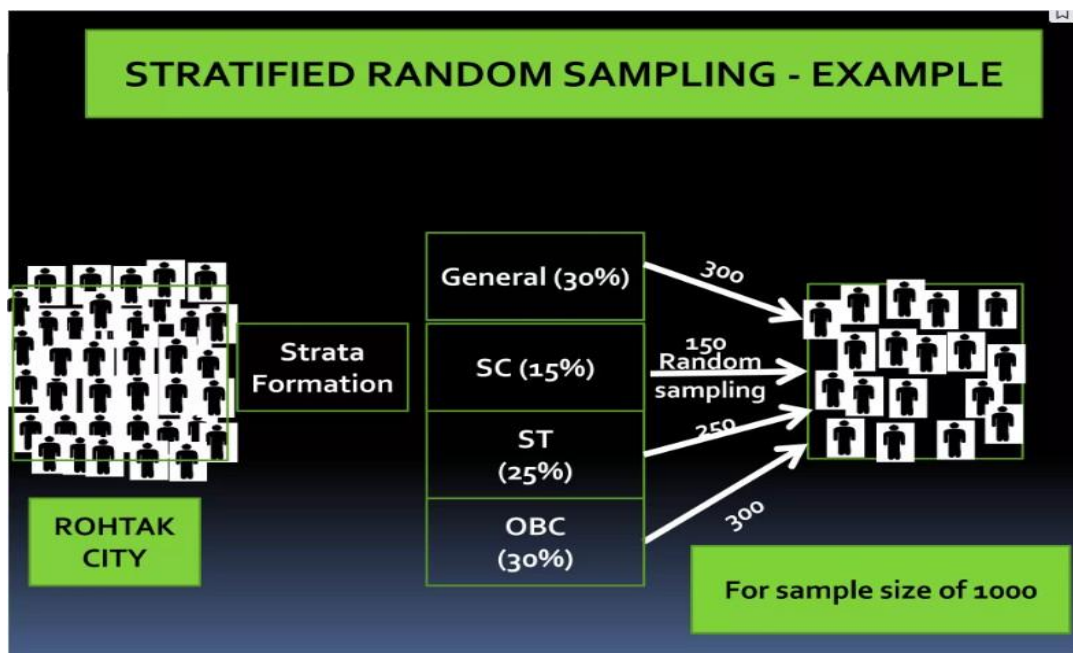 STRATIFIED RANDOM SAMPLING - EXAMPLE
General (30%)
300
Strata
Formation
SC (15%)
150
Random
sampling
ST
(25%)
250
OBC
(30%)
300
ROHTAK
CITY
For sample size of 1000